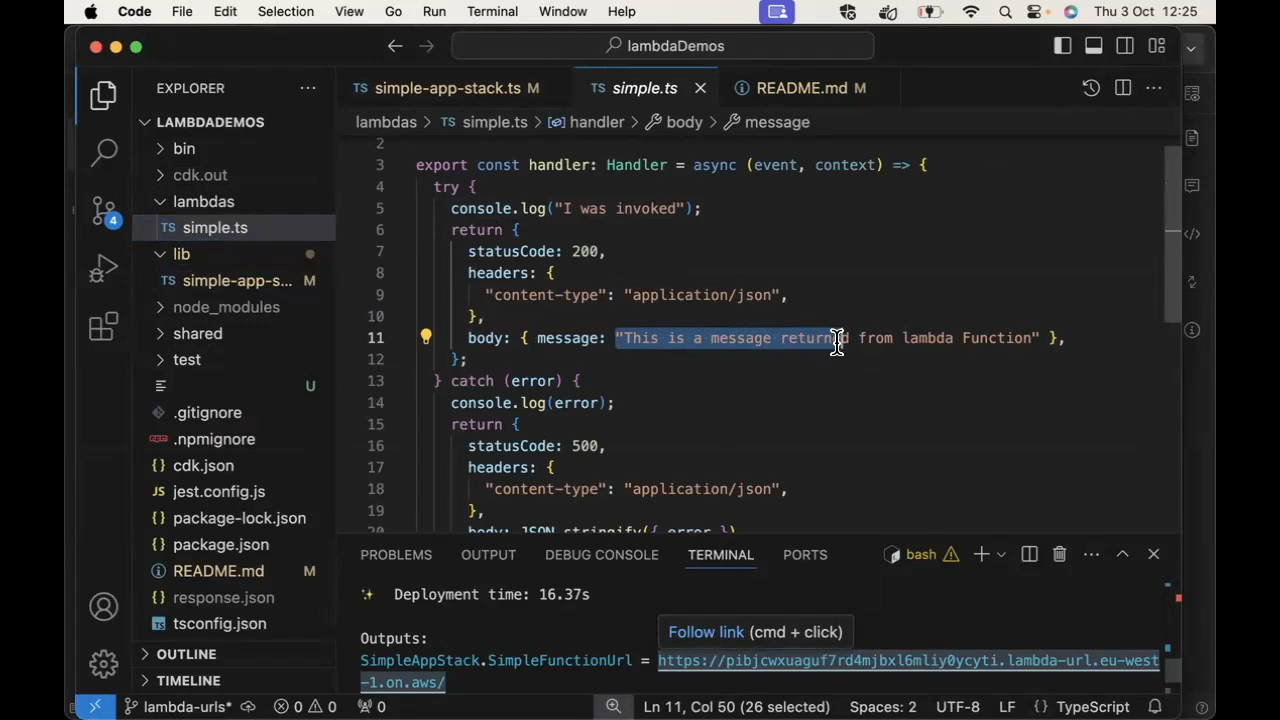 Code File Edit Selection View Go Run Terminal Window Help Thu 3 Oct 12:25
lambdaDemos
EXPLORER
simple-app-stack.ts M
simple.ts
README.md M
lambdas > simple.ts > handler > body > message
LAMBDADEMOS
bin
cdk.out
lambdas
simple.ts
lib
simple-app-s... M
node_modules
shared
test
U
.gitignore
.npmignore
cdk.json
jest.config.js
package-lock.json
package.json
README.md M
response.json
tsconfig.json
OUTLINE
TIMELINE
4
2
3 export const handler: Handler = async (event, context) => {
4 try {
5 console.log("I was invoked");
6 return {
7 statusCode: 200,
8 headers: {
9 "content-type": "application/json",
10 },
11 body: { message: "This is a message returned from lambda Function" },
12 };
13 } catch (error) {
14 console.log(error);
15 return {
16 statusCode: 500,
17 headers: {
18 "content-type": "application/json",
19 },
20 body: JSON.stringify({ error })
PROBLEMS OUTPUT DEBUG CONSOLE TERMINAL PORTS bash
Deployment time: 16.37s
Follow link (cmd + click)
Outputs:
SimpleAppStack.SimpleFunctionUrl = https://pibjcwxuaguf7rd4mjbxl6mliy0ycyti.lambda-url.eu-west
-1.on.aws/
lambda-urls* 0 0 0 Ln 11, Col 50 (26 selected) Spaces: 2 UTF-8 LF {} TypeScript